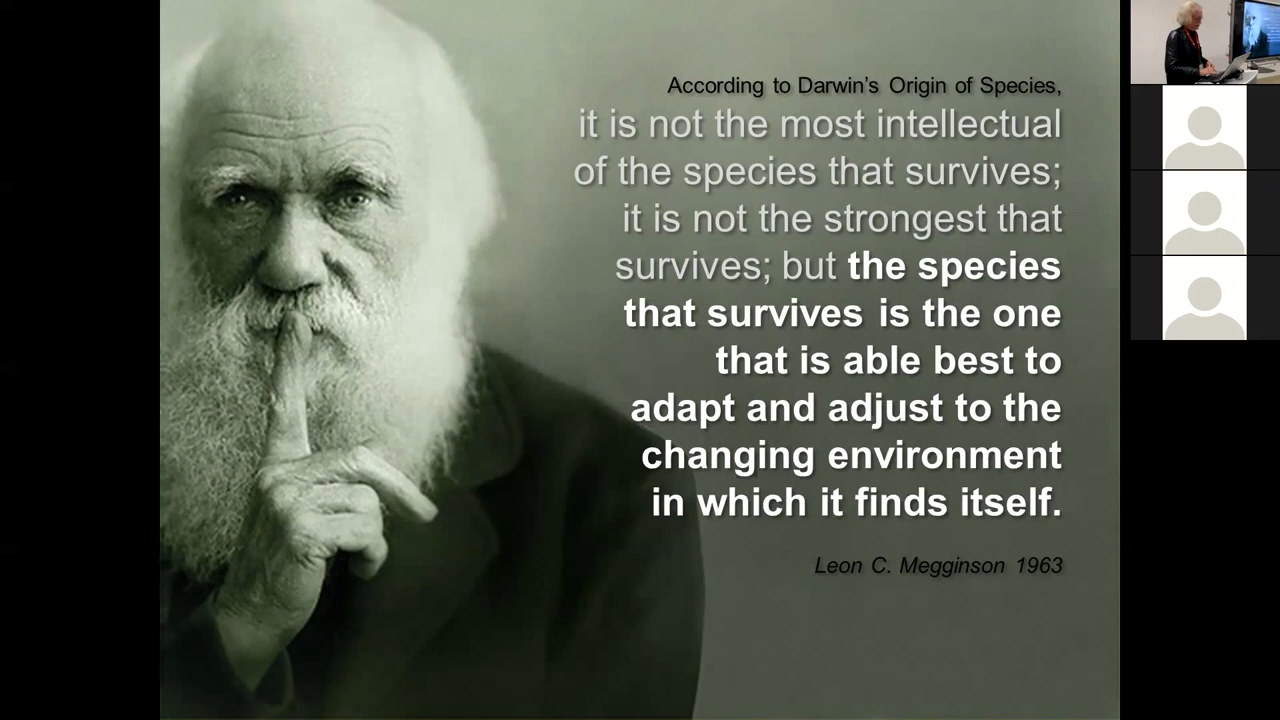 According to Darwin’s Origin of Species,
it is not the most intellectual
of the species that survives;
it is not the strongest that
survives; but the species
that survives is the one
that is able best to
adapt and adjust to the
changing environment
in which it finds itself.
Leon C. Megginson 1963